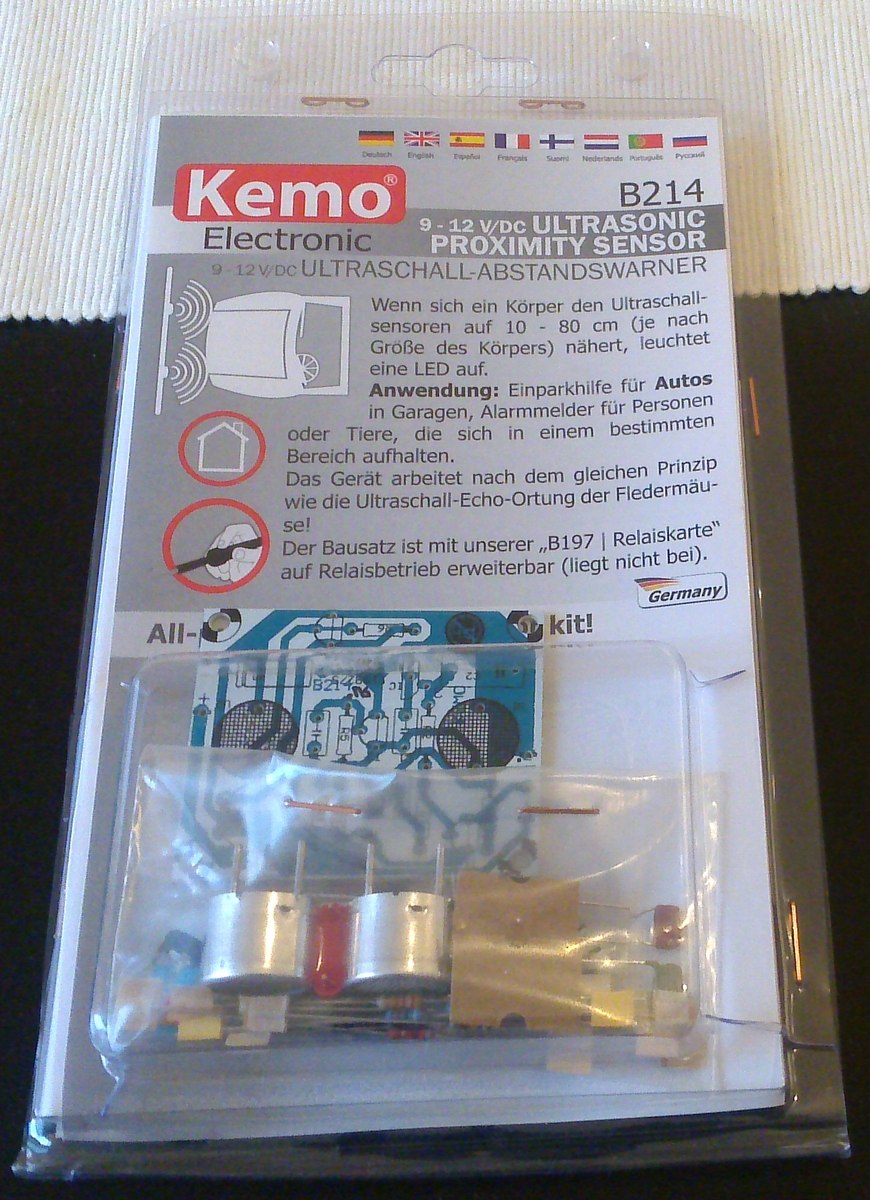 Deutsch English Español Français Suomi Nederlands Português Русский
Kemo®
Electronic
B214
9 - 12 V/DC ULTRASONIC
PROXIMITY SENSOR
9 - 12 V/DC ULTRASCHALL-ABSTANDSWARNER
Wenn sich ein Körper den Ultraschall-
sensoren auf 10 - 80 cm (je nach
Größe des Körpers) nähert, leuchtet
eine LED auf.
Anwendung: Einparkhilfe für Autos
in Garagen, Alarmmelder für Personen
oder Tiere, die sich in einem bestimmten
Bereich aufhalten.
Das Gerät arbeitet nach dem gleichen Prinzip
wie die Ultraschall-Echo-Ortung der Fledermäu-
se!
Der Bausatz ist mit unserer „B197 | Relaiskarte“
auf Relaisbetrieb erweiterbar (liegt nicht bei).
Germany
All- kit!
B214